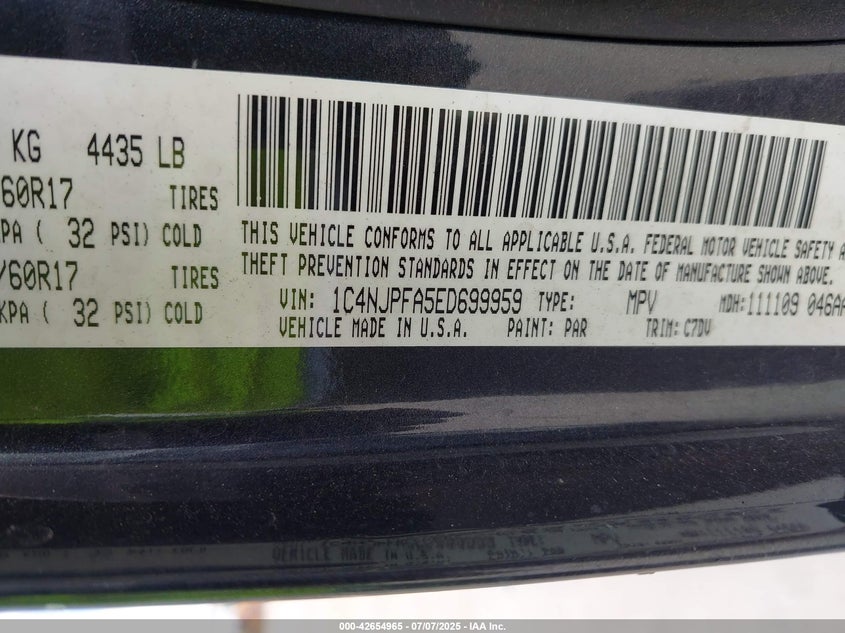 KG 4435 LB
60R17 TIRES
KPA ( 32 PSI) COLD
/60R17 TIRES
KPA ( 32 PSI) COLD
THIS VEHICLE CONFORMS TO ALL APPLICABLE U.S.A. FEDERAL MOTOR VEHICLE SAFETY A
THEFT PREVENTION STANDARDS IN EFFECT ON THE DATE OF MANUFACTURE SHOWN ABOVE.
VIN: 1C4NJPFA5ED699959 TYPE: MPV MDH: 111109 046AA
VEHICLE MADE IN U.S.A. PAINT: PAR TRIM: C7DV
000-42654965 - 07/07/2025 - IAA Inc.